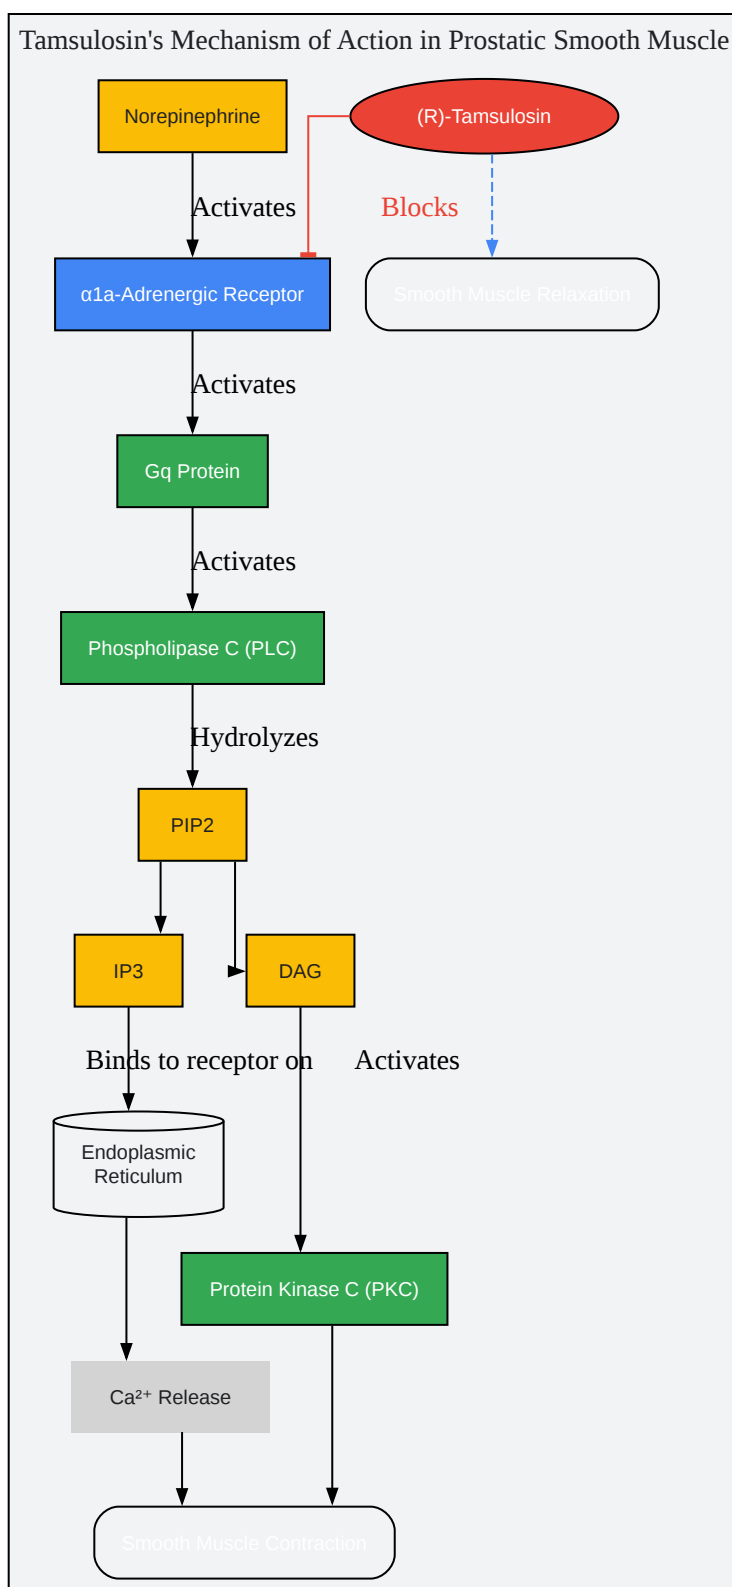 Tamsulosin's Mechanism of Action in Prostatic Smooth Muscle
Norepinephrine
(R)-Tamsulosin
Activates
Blocks
α1a-Adrenergic Receptor
Smooth Muscle Relaxation
Activates
Gq Protein
Activates
Phospholipase C (PLC)
Hydrolyzes
PIP2
IP3
DAG
Binds to receptor on
Activates
Endoplasmic
Reticulum
Protein Kinase C (PKC)
Ca²⁺ Release
Smooth Muscle Contraction